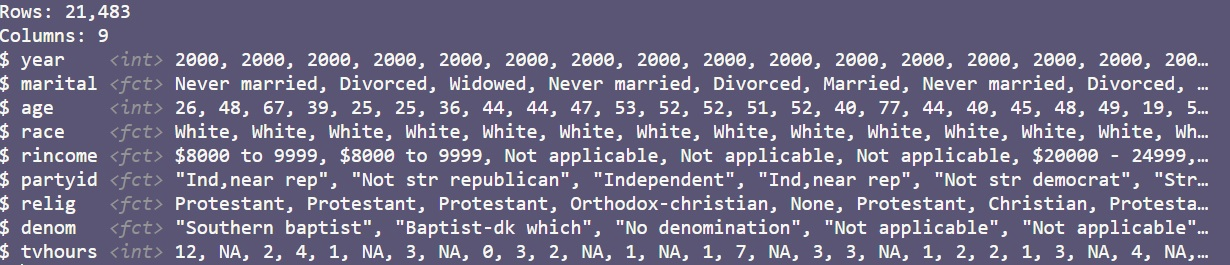 Rows: 21,483
Columns: 9
$ year    <int> 2000, 2000, 2000, 2000, 2000, 2000, 2000, 2000, 2000, 2000, 2000, 2000, 2000, 2000, 2000, 200…
$ marital <fct> Never married, Divorced, Widowed, Never married, Divorced, Married, Never married, Divorced, …
$ age     <int> 26, 48, 67, 39, 25, 25, 36, 44, 44, 47, 53, 52, 52, 51, 52, 40, 77, 44, 40, 45, 48, 49, 19, 5…
$ race    <fct> White, White, White, White, White, White, White, White, White, White, White, White, White, Wh…
$ rincome <fct> $8000 to 9999, $8000 to 9999, Not applicable, Not applicable, Not applicable, $20000 - 24999,…
$ partyid <fct> "Ind,near rep", "Not str republican", "Independent", "Ind,near rep", "Not str democrat", "Str…
$ relig   <fct> Protestant, Protestant, Protestant, Orthodox-christian, None, Protestant, Christian, Protesta…
$ denom   <fct> "Southern baptist", "Baptist-dk which", "No denomination", "Not applicable", "Not applicable"…
$ tvhours <int> 12, NA, 2, 4, 1, NA, 3, NA, 0, 3, 2, NA, 1, NA, 1, 7, NA, 3, 3, NA, 1, 2, 2, 1, 3, NA, 4, NA,…